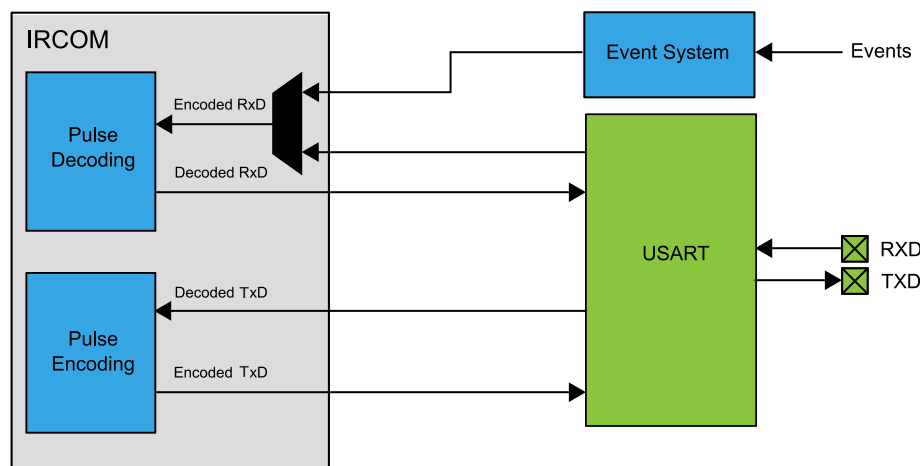 IRCOM
Event System
Events
Encoded RxD
Pulse
Decoding
Decoded RxD
USART
RXD
TXD
Decoded TxD
Pulse
Encoding
Encoded TxD